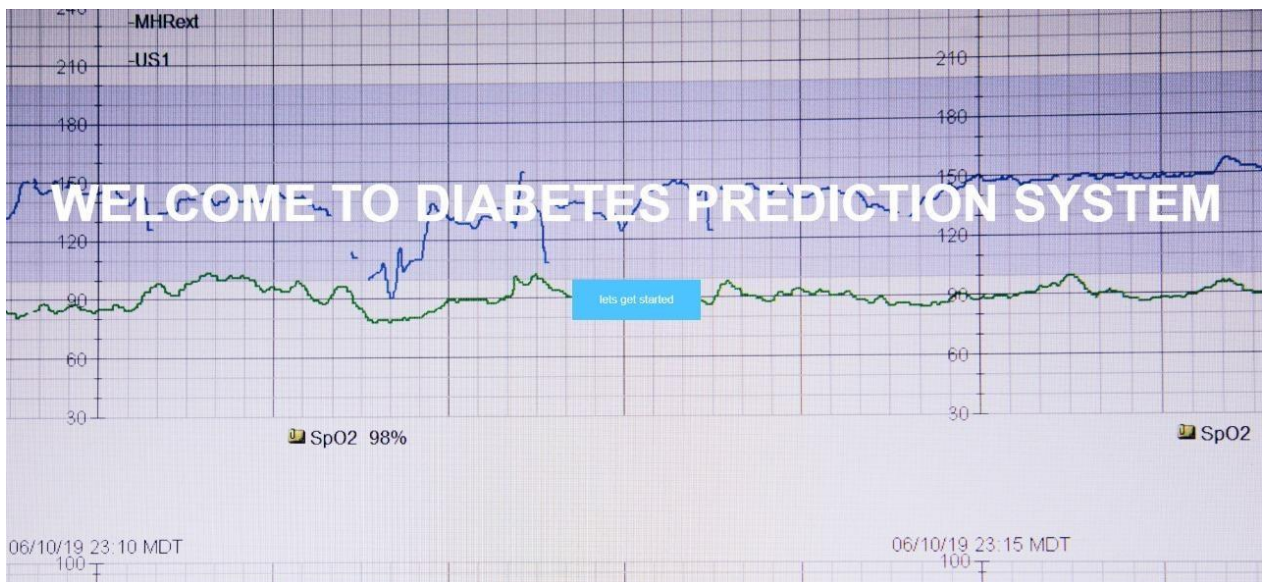 240
-MHRext
-US1
210 210
180 180
150 150
WELCOME TO DIABETES PREDICTION SYSTEM
120 120
90 lets get started 90
60 60
30 30
SpO2 98% SpO2
06/10/19 23:10 MDT 06/10/19 23:15 MDT
100 100